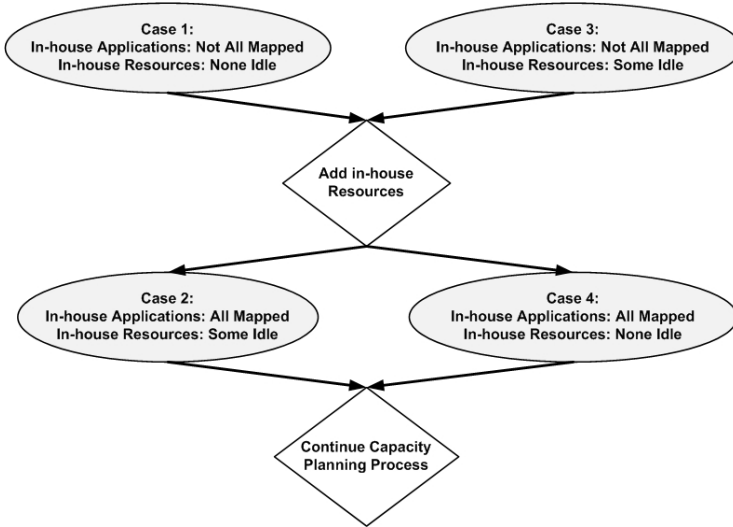 Case 1:
In-house Applications: Not All Mapped
In-house Resources: None Idle
Case 3:
In-house Applications: Not All Mapped
In-house Resources: Some Idle
Add in-house
Resources
Case 2:
In-house Applications: All Mapped
In-house Resources: Some Idle
Case 4:
In-house Applications: All Mapped
In-house Resources: None Idle
Continue Capacity
Planning Process